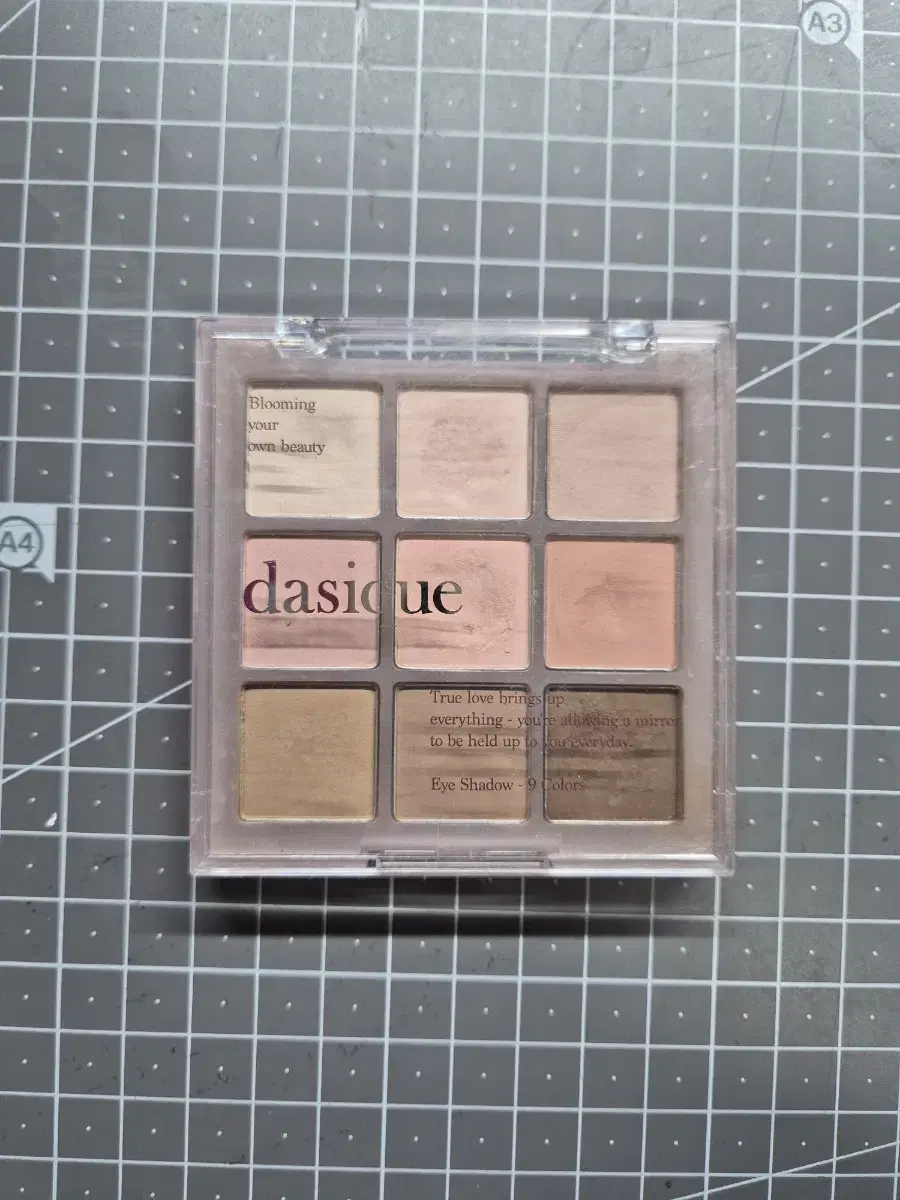 A3
Blooming
your
own beauty
A4
dasique
True love brings up
everything - you're allowing a mirror
to be held up to you everyday.
Eye Shadow - 9 Colors